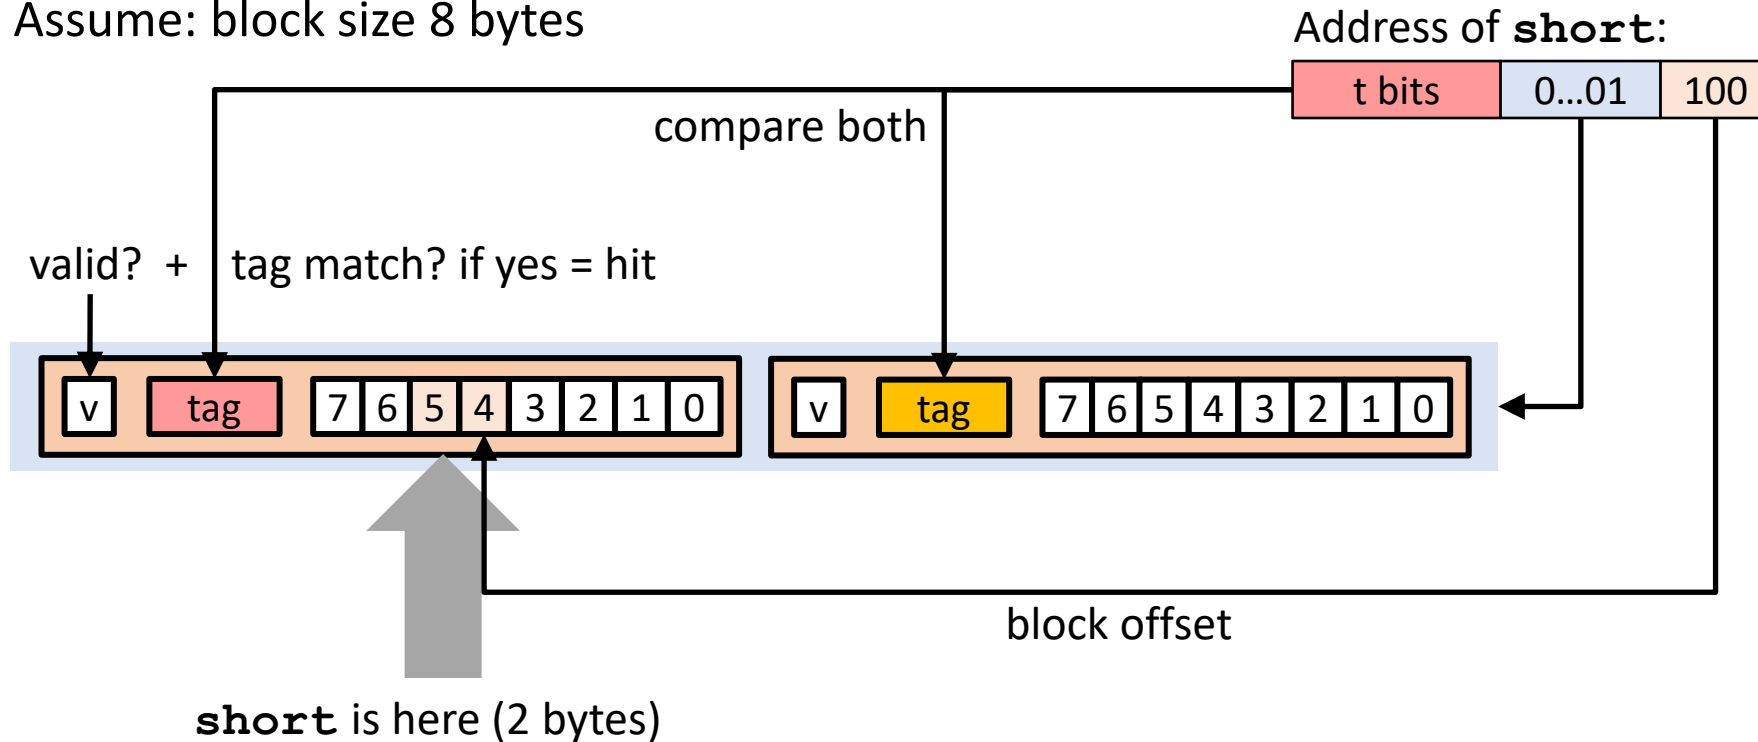 Assume: block size 8 bytes
Address of short:
t bits 0...01 100
compare both
valid? + tag match? if yes = hit
v tag 7 6 5 4 3 2 1 0 v tag 7 6 5 4 3 2 1 0
block offset
short is here (2 bytes)